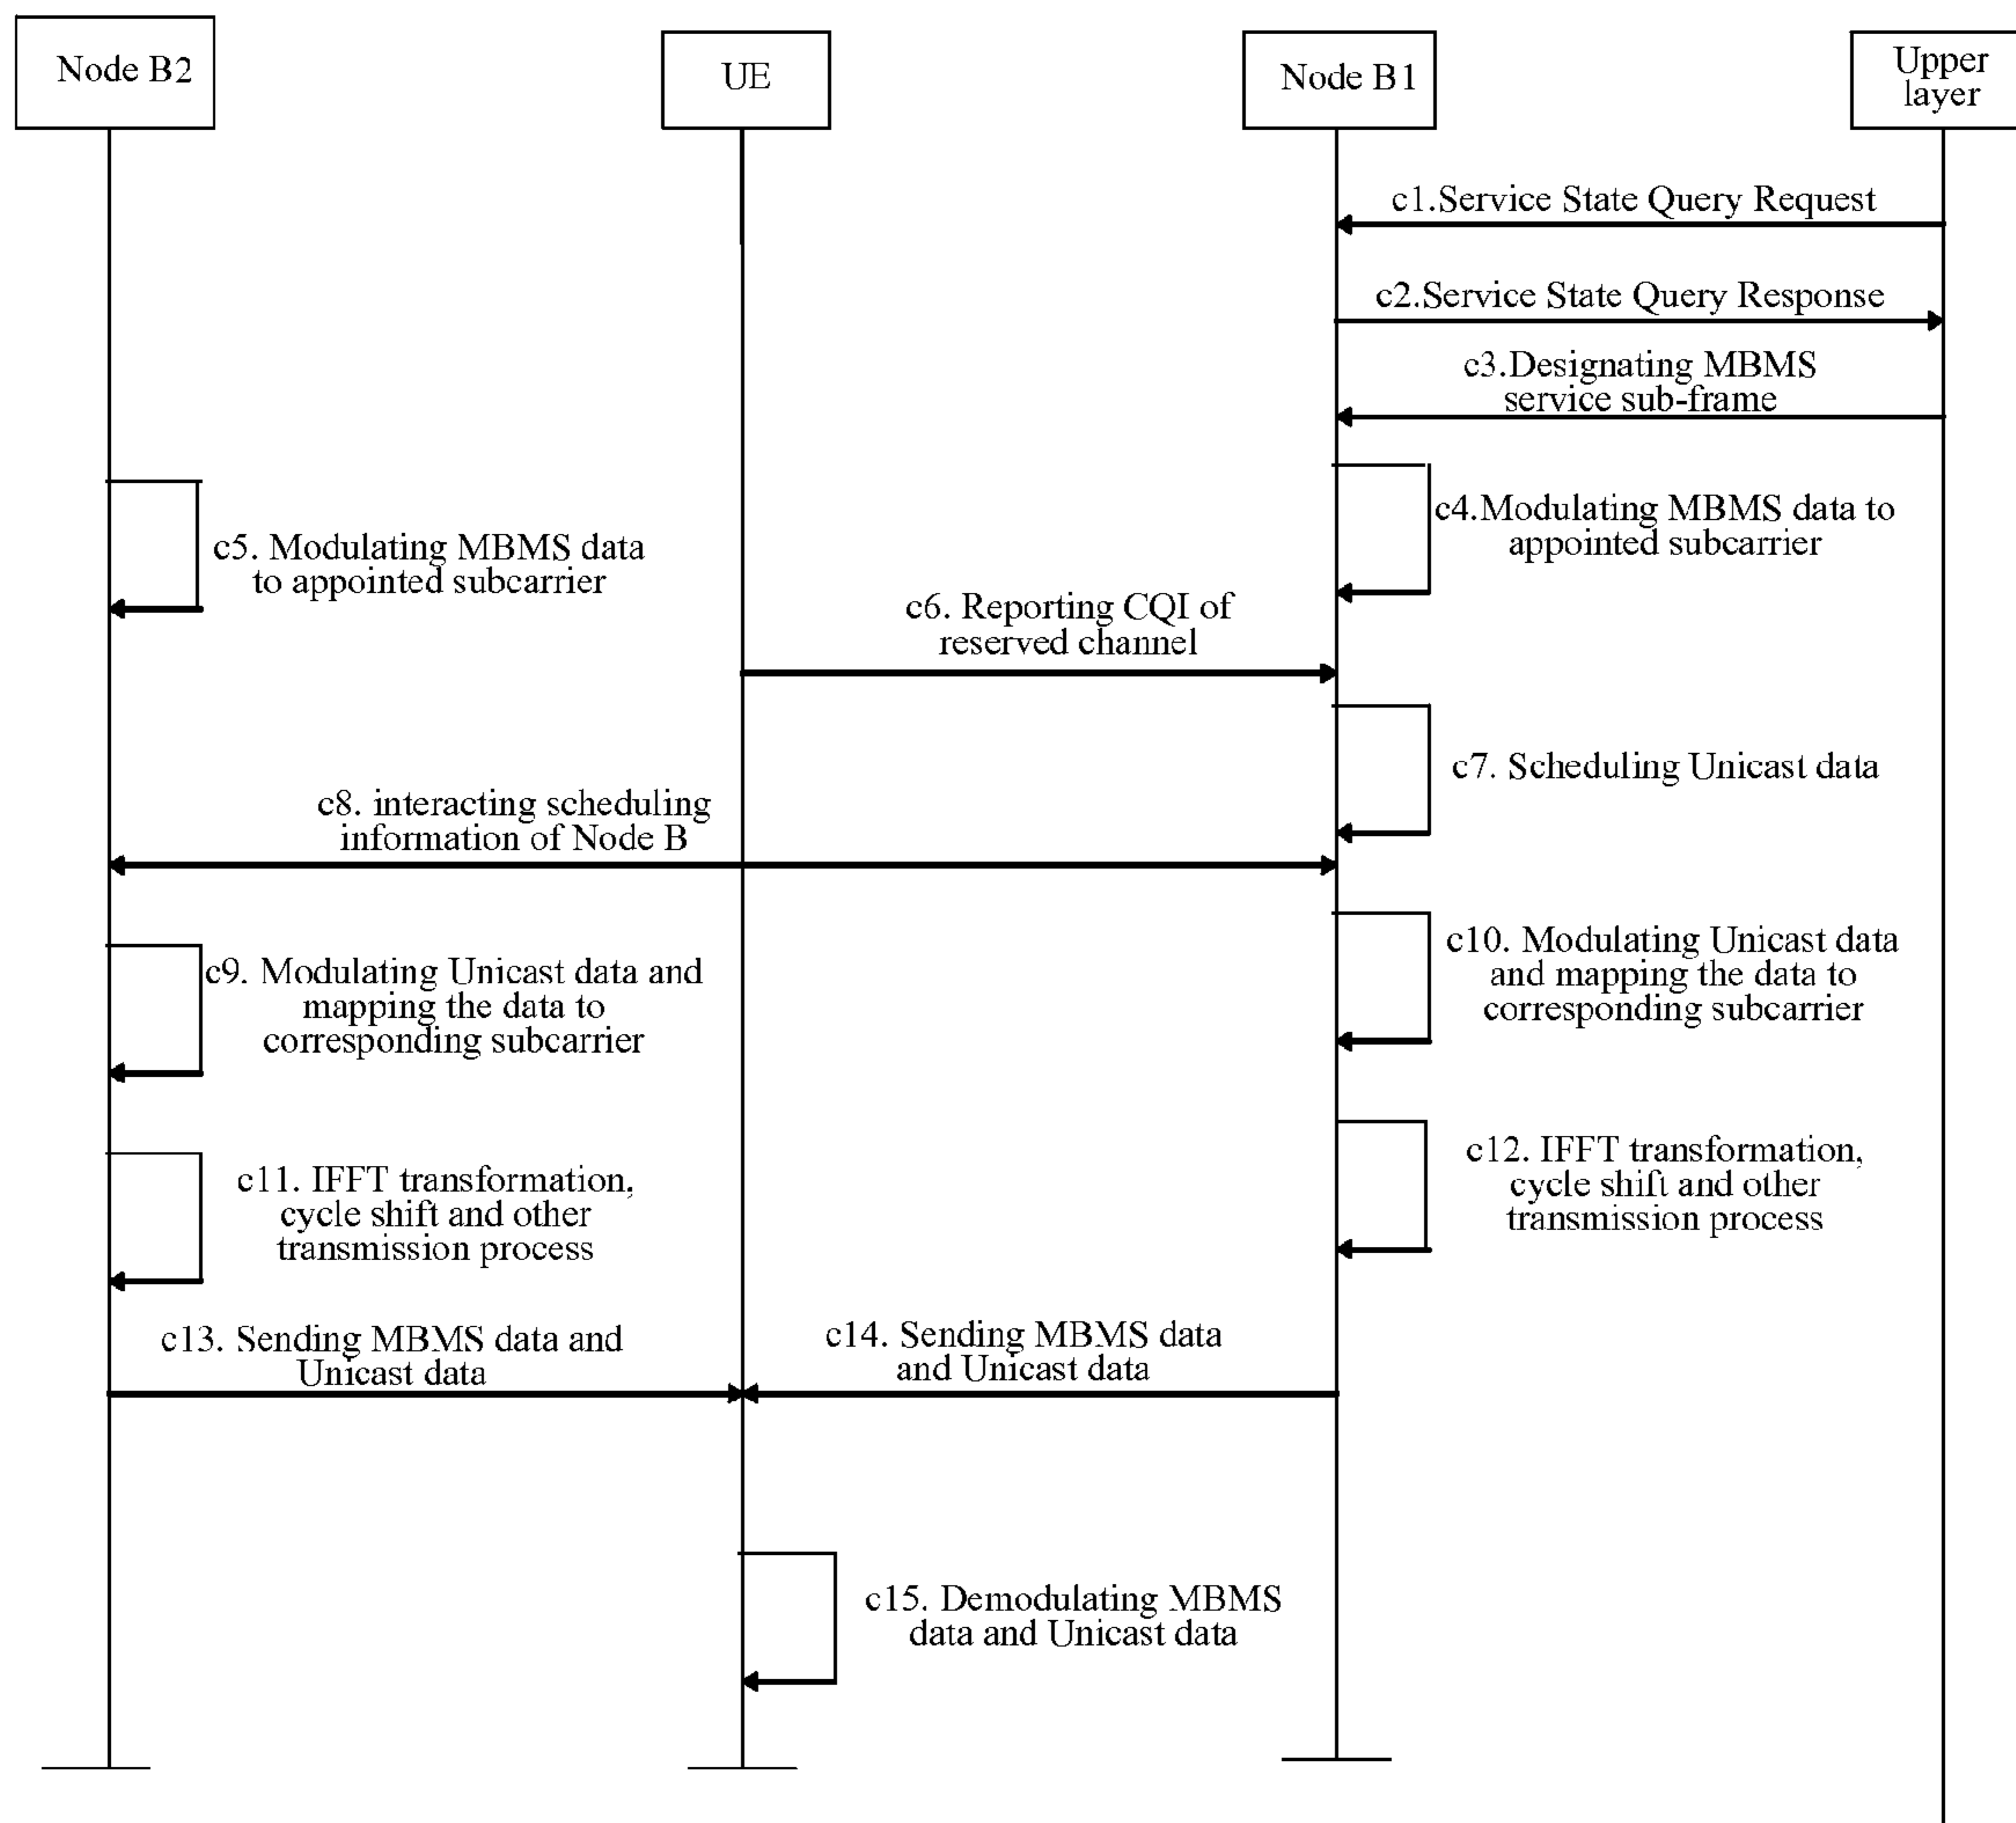 Node B2
UE
Node B1
Upper
layer
c1.Service State Query Request
c2.Service State Query Response
c3.Designating MBMS
service sub-frame
c4.Modulating MBMS data to
appointed subcarrier
c5. Modulating MBMS data
to appointed subcarrier
c6. Reporting CQI of
reserved channel
c7. Scheduling Unicast data
c8. interacting scheduling
information of Node B
c9. Modulating Unicast data and
mapping the data to
corresponding subcarrier
c10. Modulating Unicast data
and mapping the data to
corresponding subcarrier
c11. IFFT transformation,
cycle shift and other
transmission process
c12. IFFT transformation,
cycle shift and other
transmission process
c13. Sending MBMS data and
Unicast data
c14. Sending MBMS data
and Unicast data
c15. Demodulating MBMS
data and Unicast data